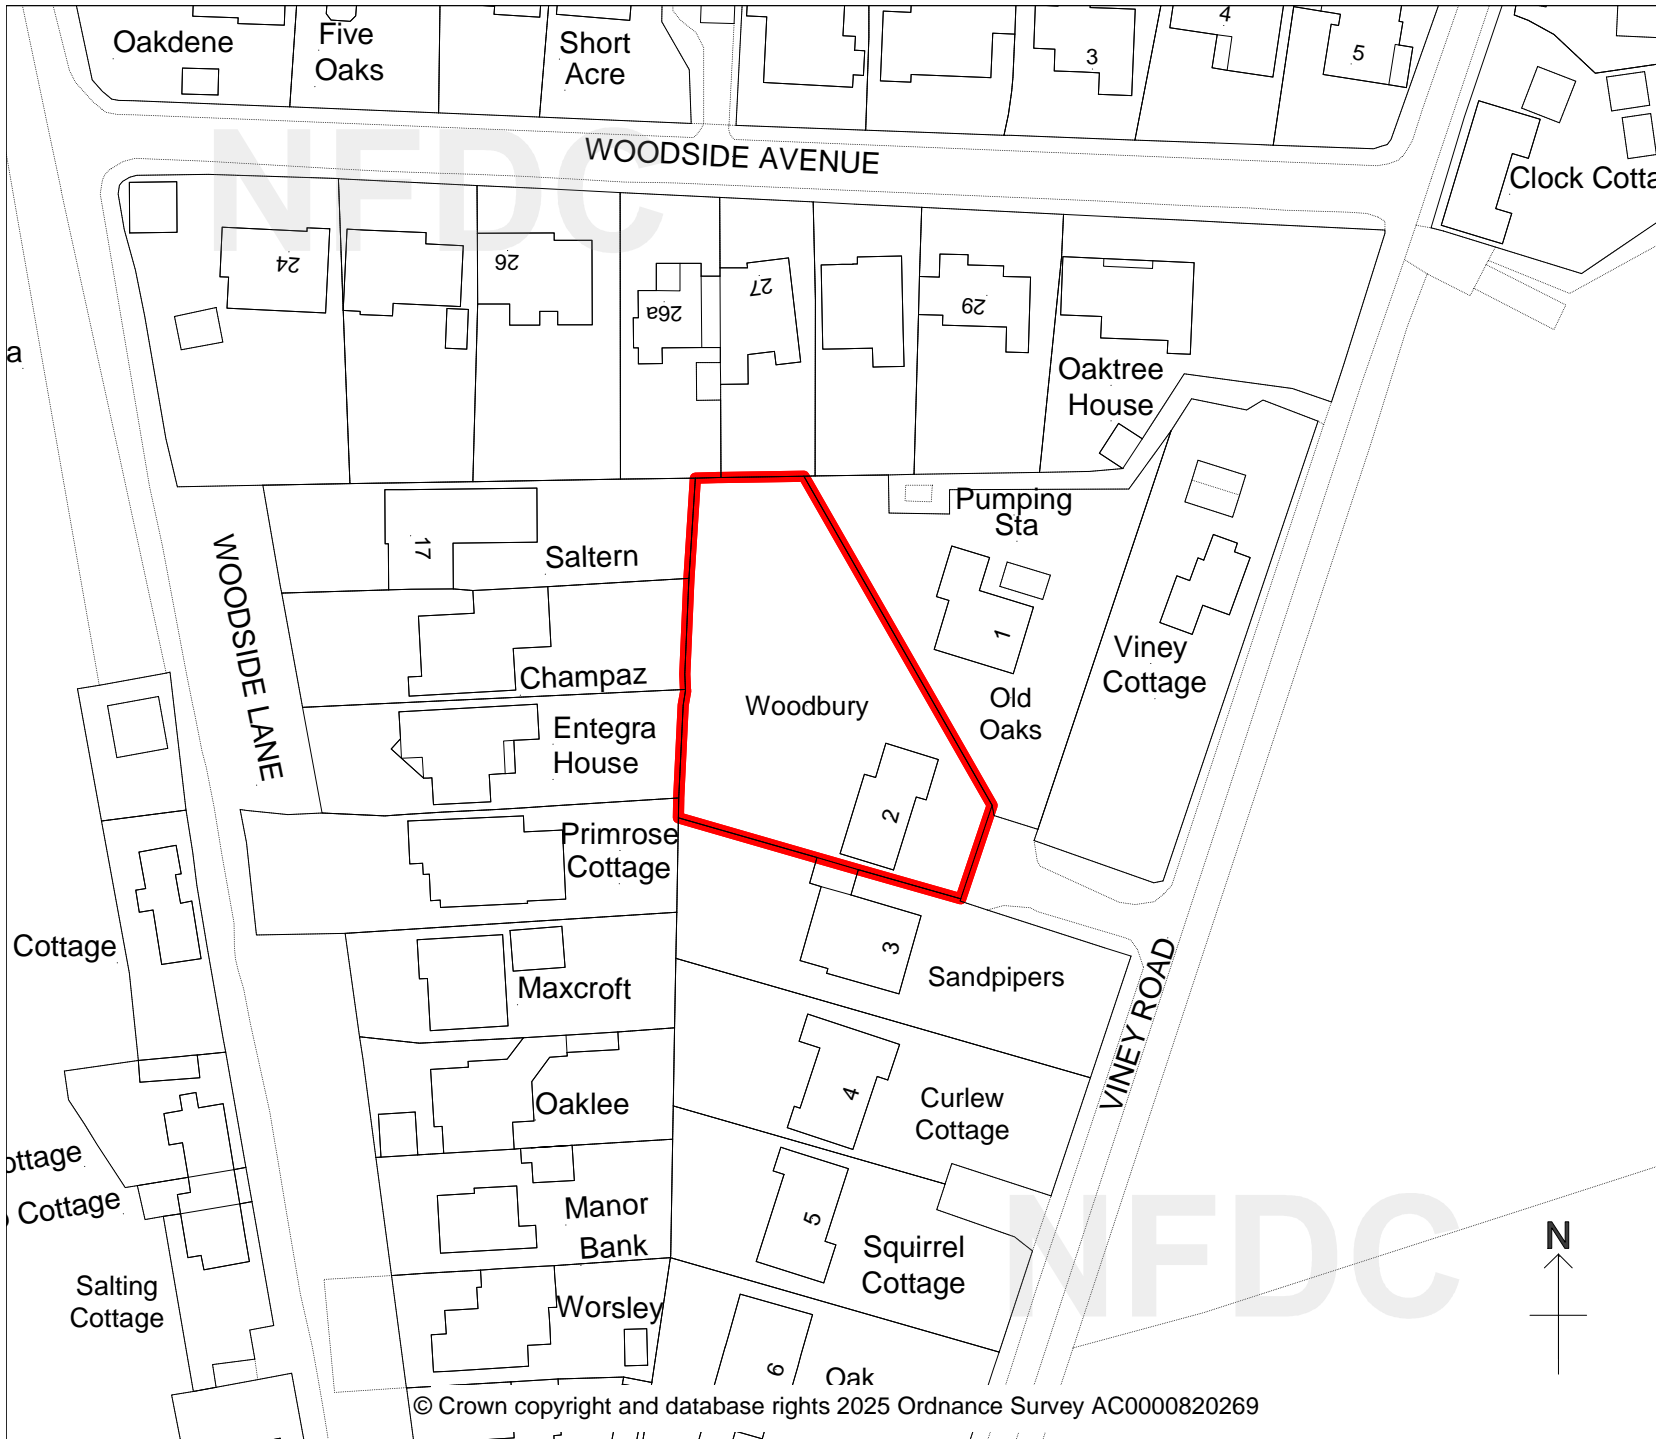 Oakdene
Five
Oaks
Short
Acre
3
4
5
WOODSIDE AVENUE
NFDC
Clock Cotta
24
26
26a
27
29
a
Oaktree
House
Pumping
Sta
17
Saltern
WOODSIDE LANE
1
Champaz
Viney
Cottage
Old
Oaks
Woodbury
Entegra
House
2
Primrose
Cottage
Cottage
3
Sandpipers
Maxcroft
VINEY ROAD
4
Curlew
Cottage
Oaklee
ottage
Cottage
Manor
Bank
5
Squirrel
Cottage
NFDC
N
Salting
Cottage
Worsley
6
Oak
© Crown copyright and database rights 2025 Ordnance Survey AC0000820269